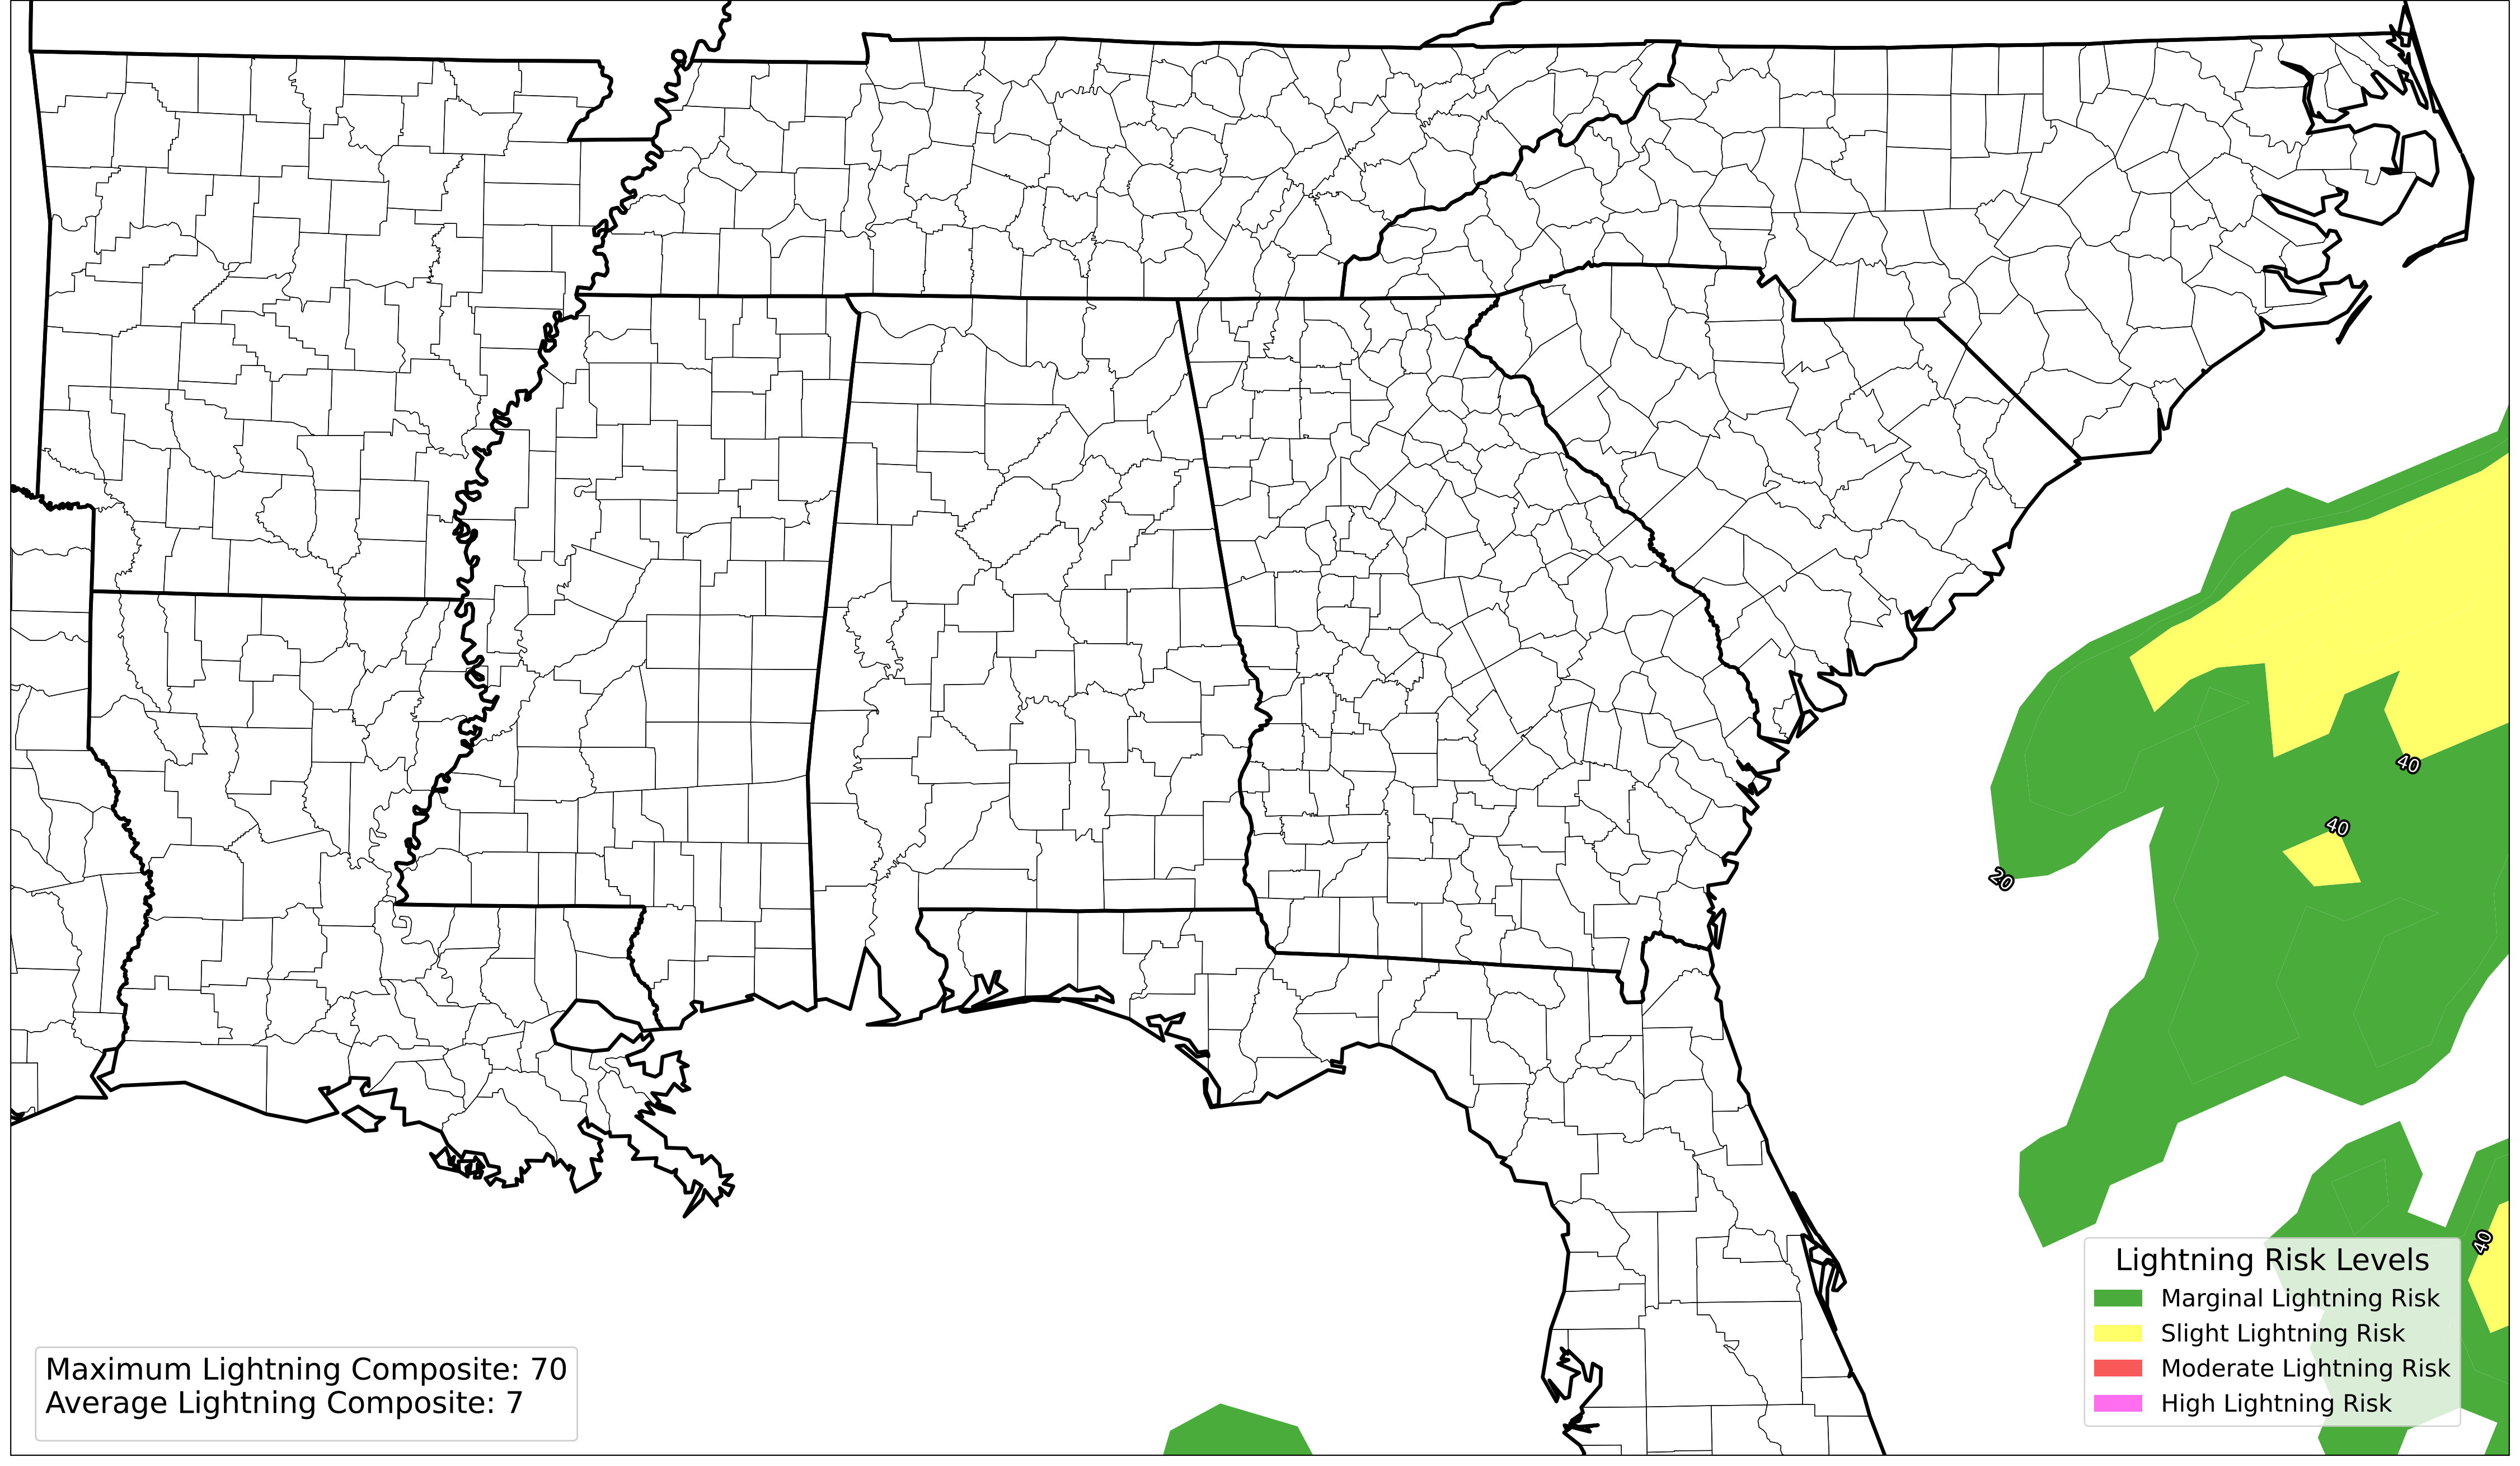 40
40
20
40
Lightning Risk Levels
Marginal Lightning Risk
Slight Lightning Risk
Moderate Lightning Risk
High Lightning Risk
Maximum Lightning Composite: 70
Average Lightning Composite: 7